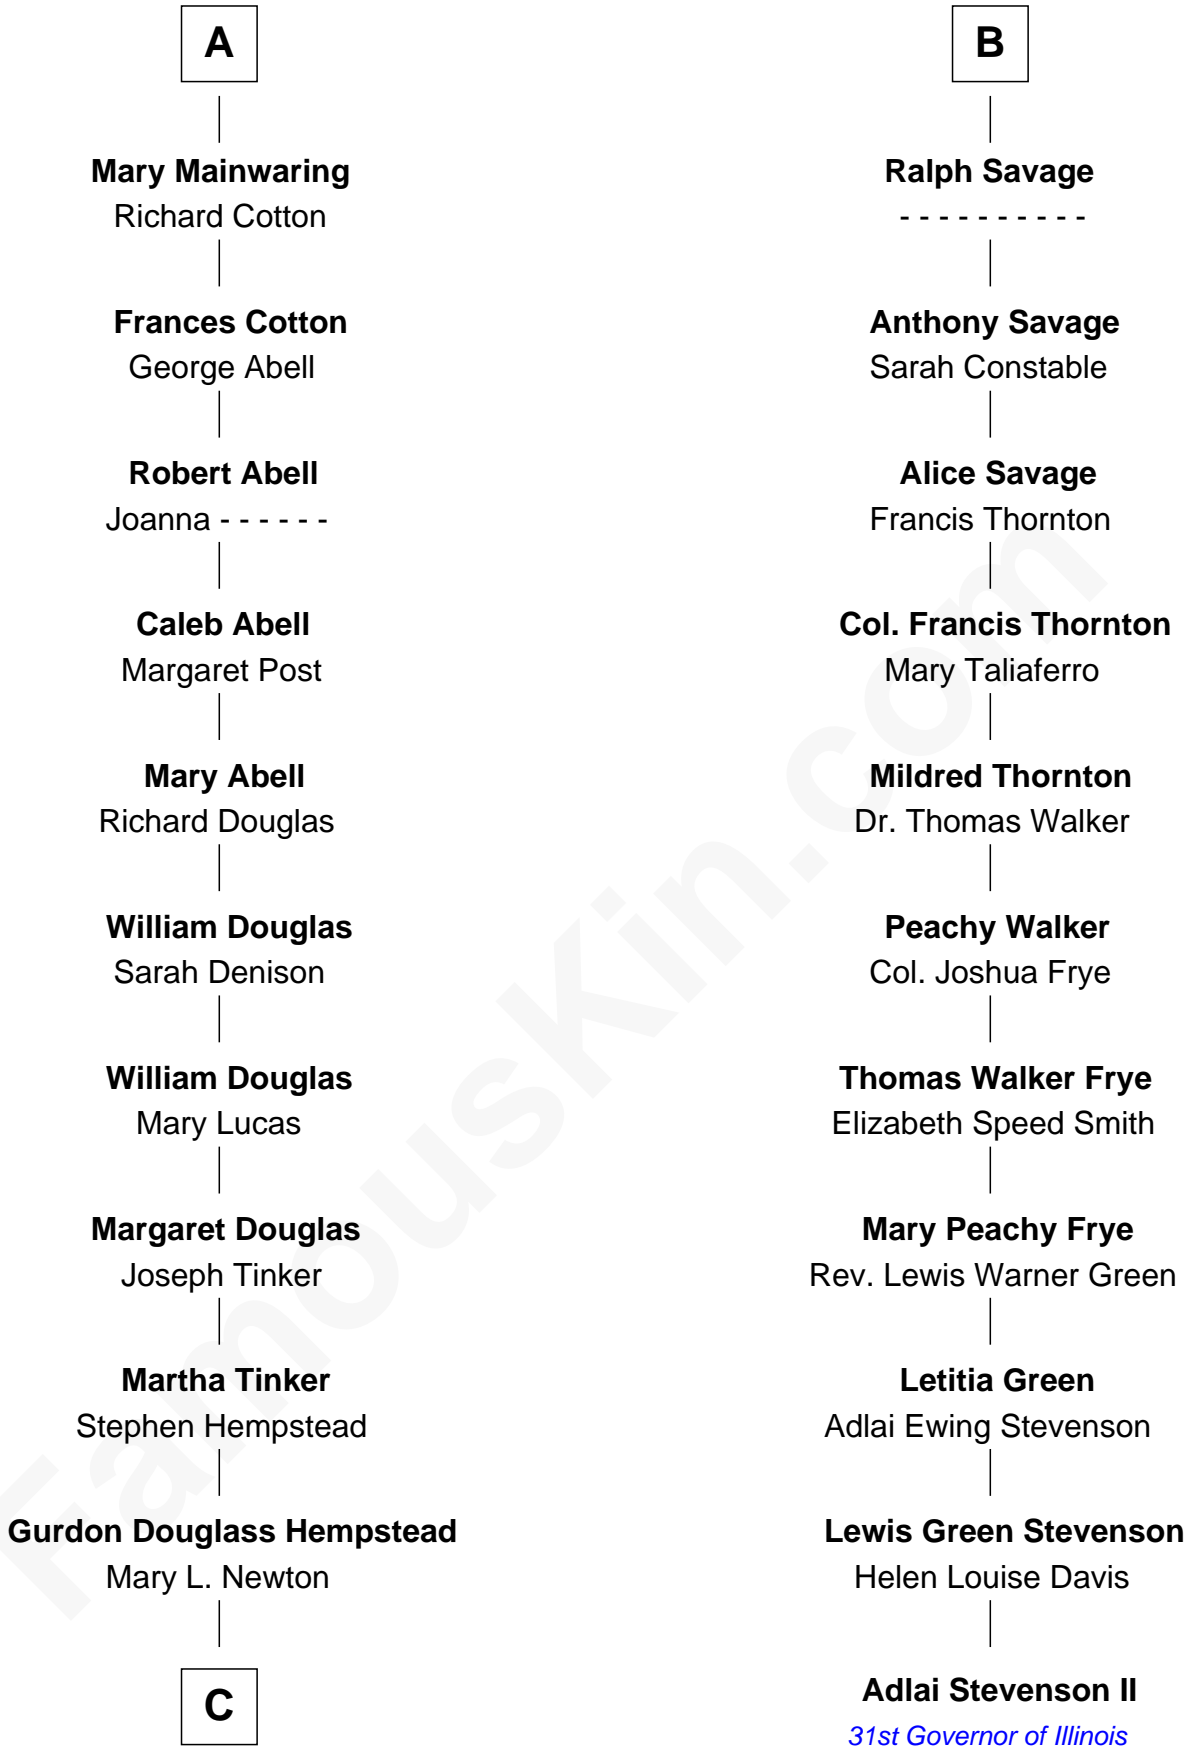 A
Mary Mainwaring
Richard Cotton
Frances Cotton
George Abell
Robert Abell
Joanna - - - - - -
Caleb Abell
Margaret Post
Mary Abell
Richard Douglas
William Douglas
Sarah Denison
William Douglas
Mary Lucas
Margaret Douglas
Joseph Tinker
Martha Tinker
Stephen Hempstead
Gurdon Douglass Hempstead
Mary L. Newton
C
B
Ralph Savage
- - - - - - - - - -
Anthony Savage
Sarah Constable
Alice Savage
Francis Thornton
Col. Francis Thornton
Mary Taliaferro
Mildred Thornton
Dr. Thomas Walker
Peachy Walker
Col. Joshua Frye
Thomas Walker Frye
Elizabeth Speed Smith
Mary Peachy Frye
Rev. Lewis Warner Green
Letitia Green
Adlai Ewing Stevenson
Lewis Green Stevenson
Helen Louise Davis
Adlai Stevenson II
31st Governor of Illinois
FamousKin.com